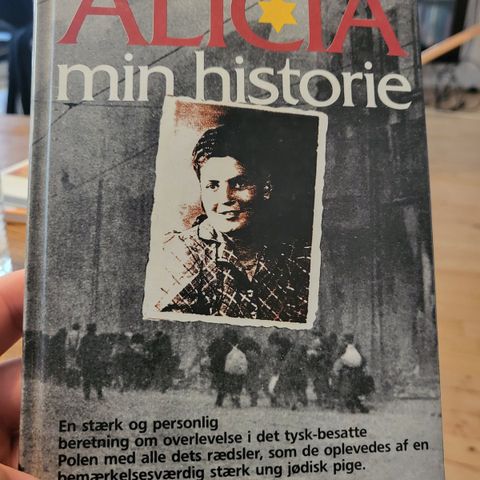 ALICIA
min historie
En stærk og personlig
beretning om overlevelse i det tysk-besatte
Polen med alle dets rædsler, som de oplevedes af en
bemærkelsesværdig stærk ung jødisk pige.